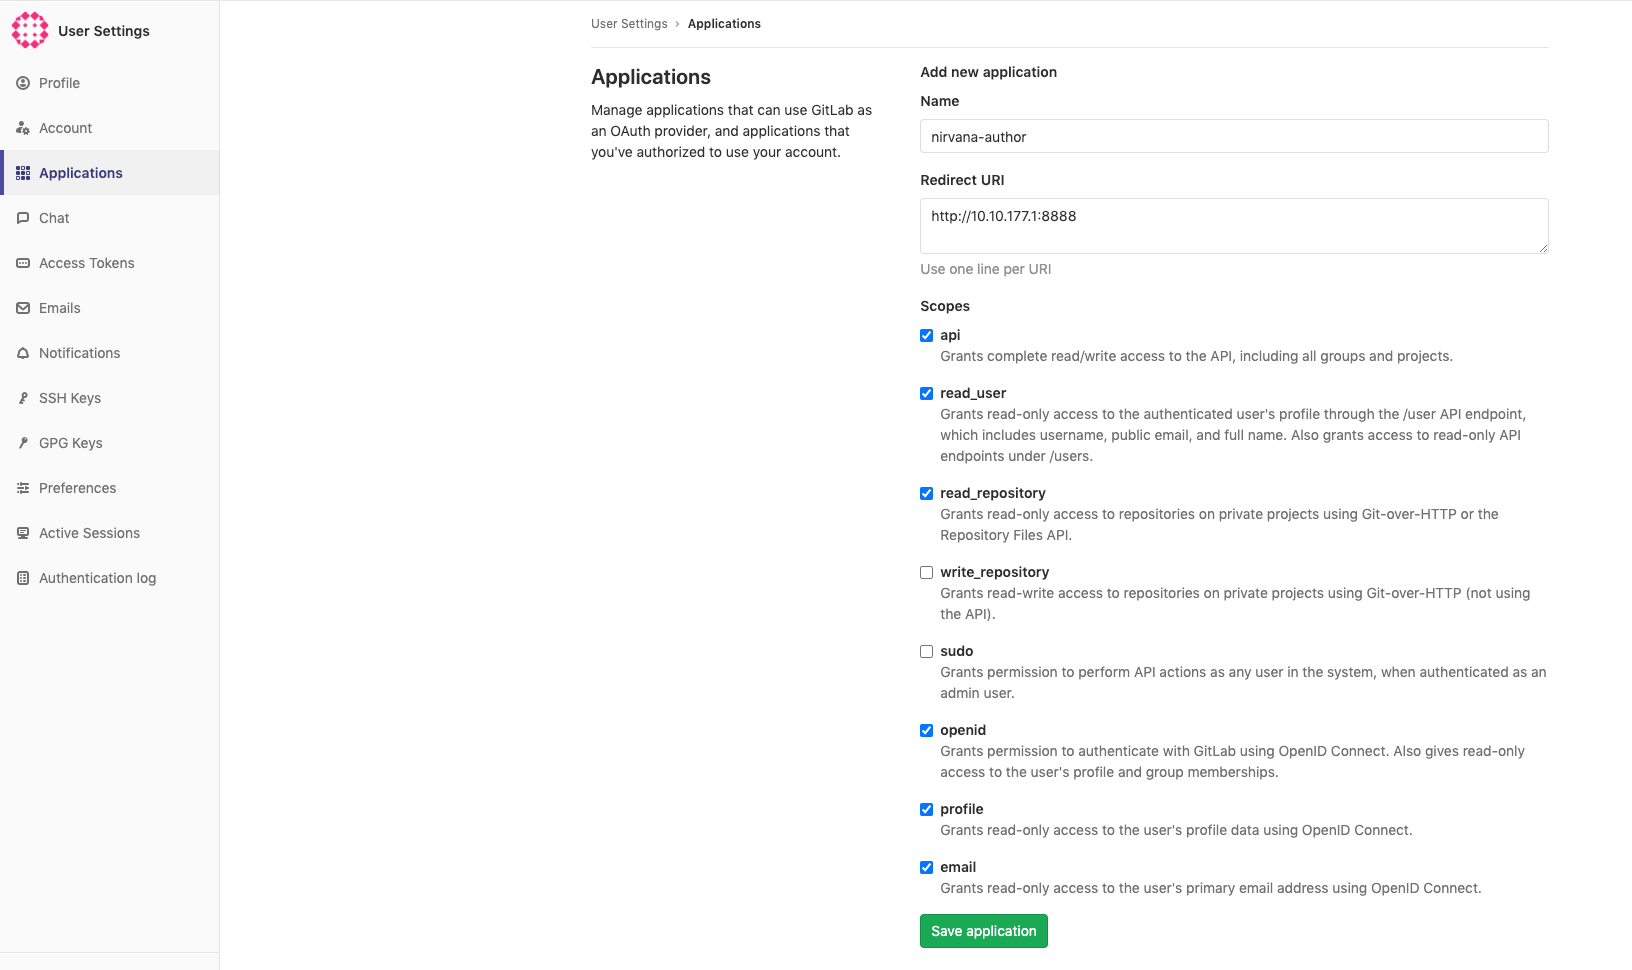 User Settings
Profile
Account
Applications
Chat
Access Tokens
Emails
Notifications
SSH Keys
GPG Keys
Preferences
Active Sessions
Authentication log
User Settings › Applications
Applications
Manage applications that can use GitLab as
an OAuth provider, and applications that
you've authorized to use your account.
Add new application
Name
nirvana-author
Redirect URI
http://10.10.177.1:8888
Use one line per URI
Scopes
api
Grants complete read/write access to the API, including all groups and projects.
read_user
Grants read-only access to the authenticated user's profile through the /user API endpoint,
which includes username, public email, and full name. Also grants access to read-only API
endpoints under /users.
read_repository
Grants read-only access to repositories on private projects using Git-over-HTTP or the
Repository Files API.
write_repository
Grants read-write access to repositories on private projects using Git-over-HTTP (not using
the API).
sudo
Grants permission to perform API actions as any user in the system, when authenticated as an
admin user.
openid
Grants permission to authenticate with GitLab using OpenID Connect. Also gives read-only
access to the user's profile and group memberships.
profile
Grants read-only access to the user's profile data using OpenID Connect.
email
Grants read-only access to the user's primary email address using OpenID Connect.
Save application